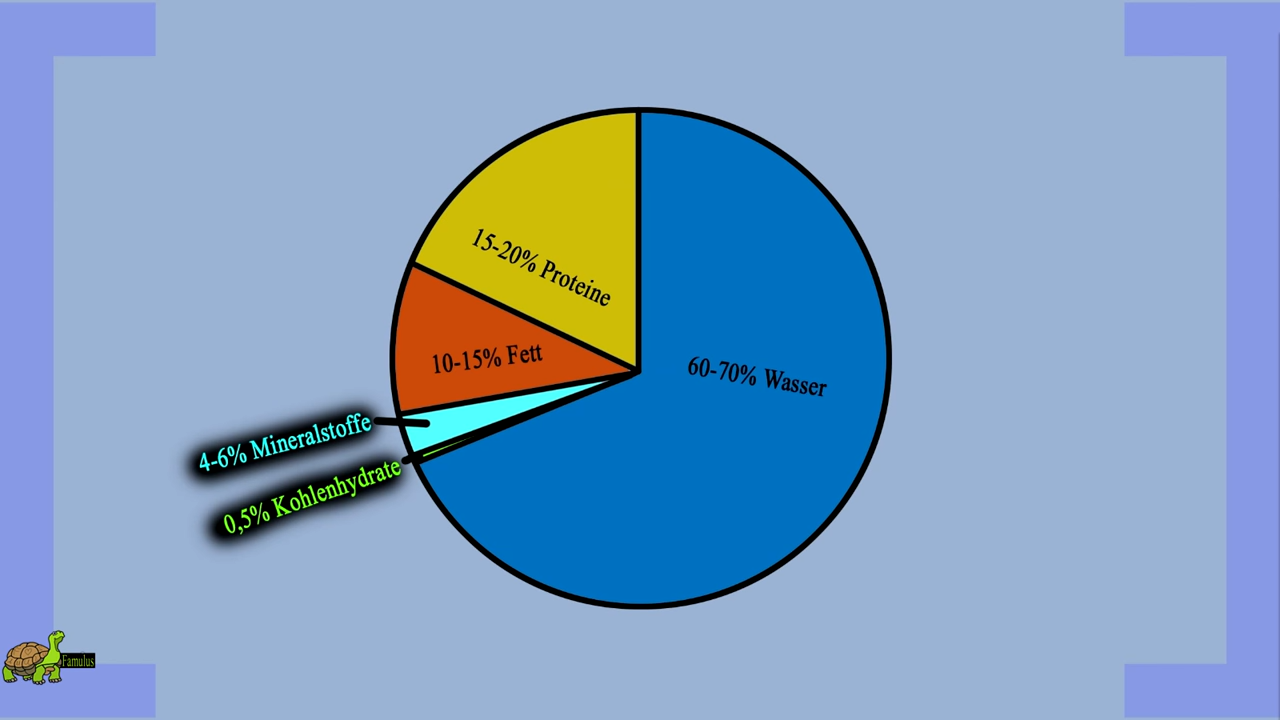 15-20% Proteine
10-15% Fett
60-70% Wasser
4-6% Mineralstoffe
0,5% Kohlenhydrate
Famulus